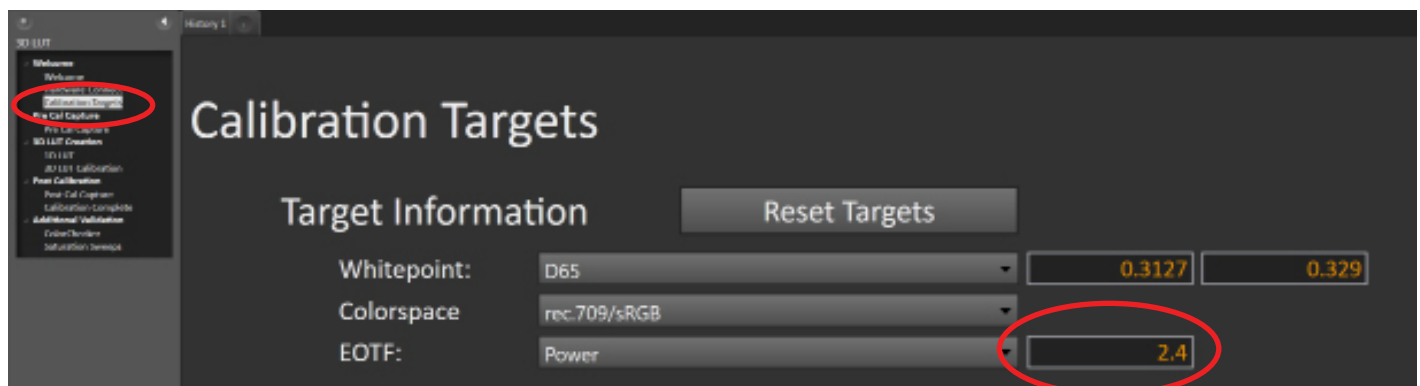 History 1
3D LUT
Welcome
Welcome
Hardware Connect
Calibration Targets
Pre Cal Capture
Pre Cal Capture
3D LUT Creation
3D LUT
3D LUT Calibration
Post Calibration
Post Cal Capture
Calibration Complete
Additional Validation
ColorChecker
Saturation Sweeps
Calibration Targets
Target Information Reset Targets
Whitepoint: D65 0.3127 0.329
Colorspace rec.709/sRGB
EOTF: Power 2.4